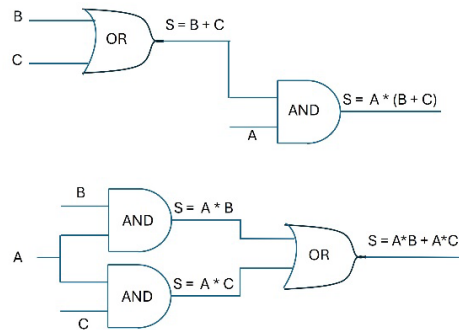 B
OR
S = B + C
C
AND
S = A * (B + C)
A
B
AND
S = A * B
A
OR
S = A*B + A*C
AND
S = A * C
C